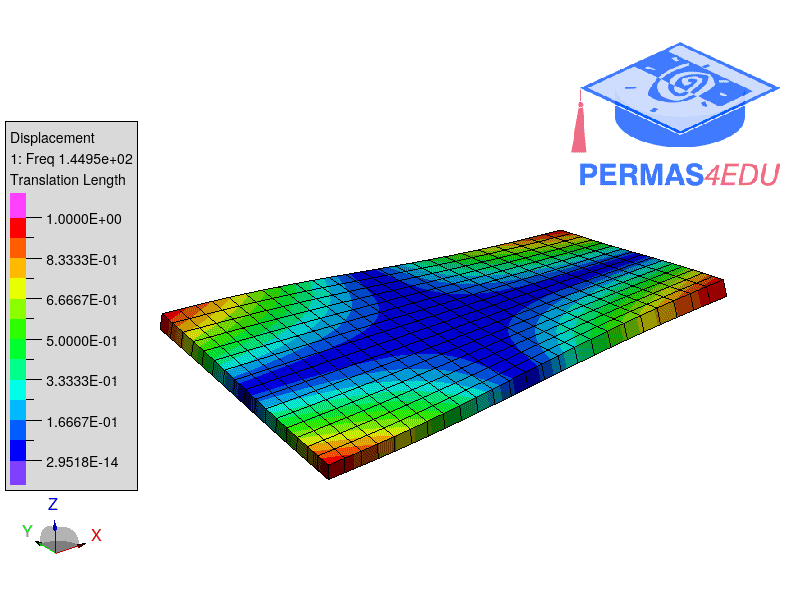 PERMAS4EDU
Displacement
1: Freq 1.4495e+02
Translation Length
1.0000E+00
8.3333E-01
6.6667E-01
5.0000E-01
3.3333E-01
1.6667E-01
2.9518E-14
Z
Y
X